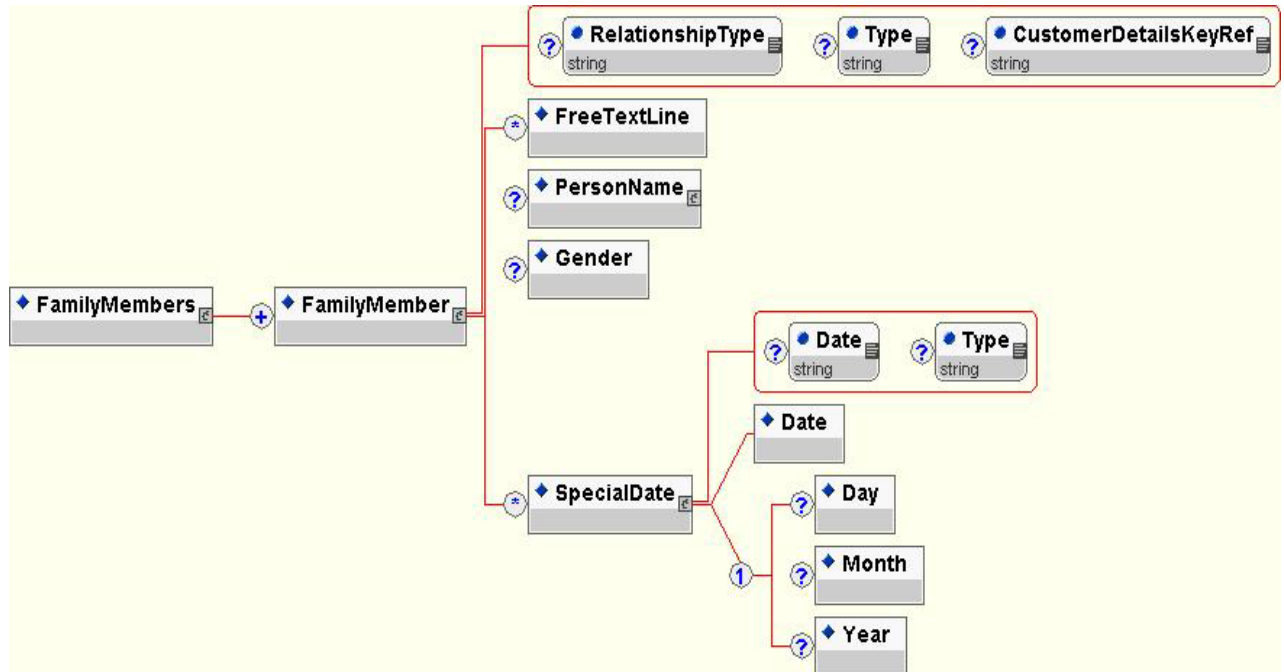 ? RelationshipType ? Type ? CustomerDetailsKeyRef
string string string
* FreeTextLine
? PersonName
? Gender
FamilyMembers + FamilyMember
? Date ? Type
string string
Date
* SpecialDate
? Day
1 ? Month
? Year